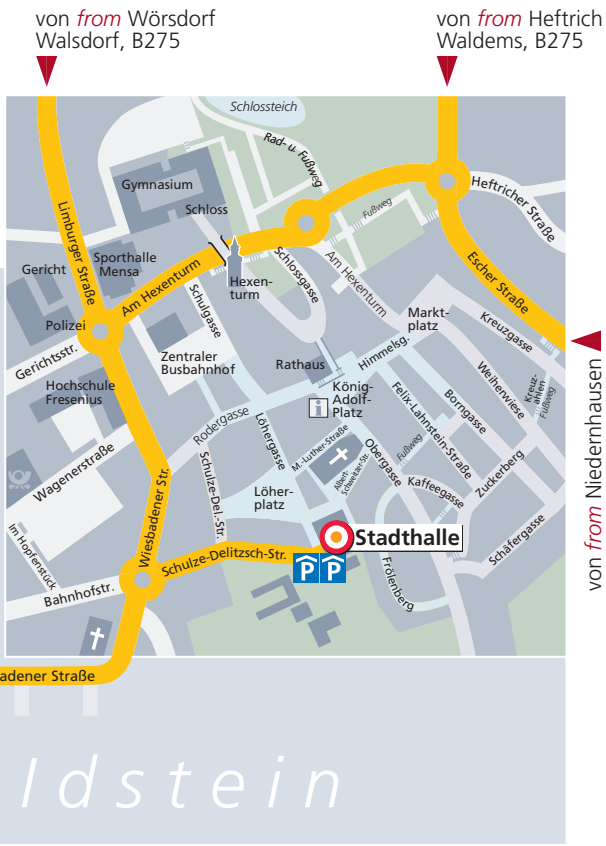 von from Wörsdorf
Walsdorf, B275
von from Heftrich
Waldems, B275
Schlossteich
Rad- u. Fußweg
Gymnasium
Schloss
Fußweg
Heftricher Straße
Limburger Straße
Sporthalle
Mensa
Gericht
Am Hexenturm
Hexen-
turm
Schlossgasse
Am Hexenturm
Escher Straße
Schulgasse
Markt-
platz
Kreuzgasse
Polizei
Gerichtsstr.
Zentraler
Busbahnhof
Rathaus
Himmelsg.
Weiherwiese
Kreuz-
ahlen
Fußweg
von from Niedernhausen
Hochschule
Fresenius
König-
Adolf-
Platz
i
Felix-Lahnstein-Straße
Borngasse
Rodergasse
Löhergasse
M.-Luther-Straße
Obergasse
Fußweg
Albert-
Schweitzer-Str.
Wagenerstraße
Schulze-Del.-Str.
Löher-
platz
Kaffeegasse
Zuckerberg
Wiesbadener Str.
Stadthalle
Schäfergasse
Im Hopfenstück
Schulze-Delitzsch-Str.
P P
Frölenberg
Bahnhofstr.
adener Straße
Idstein